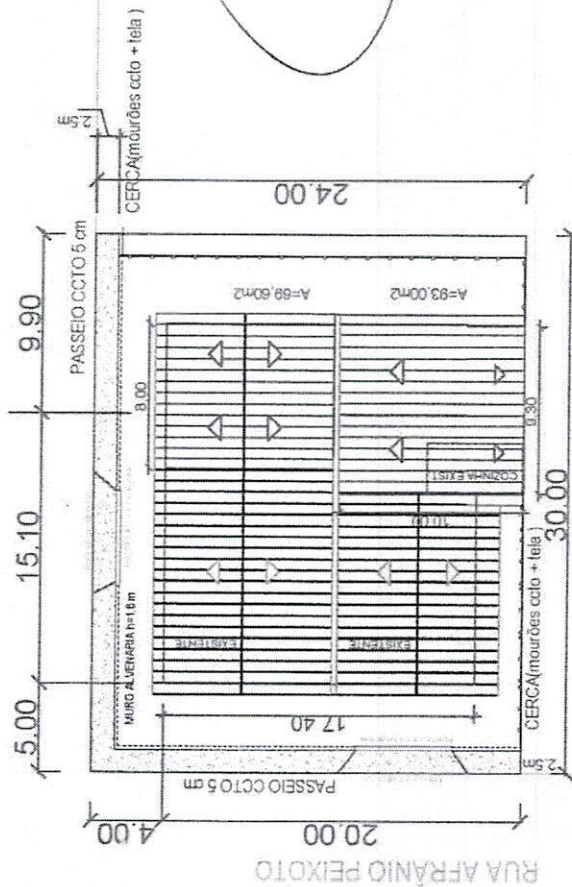 5.00
15.10
9.90
PASSEIO CCTO 5 cm
2.5m
CERCA(mourões ccto + tela )
24.00
MURO ALVENARIA h=1.8 m
8.00
A=69,60m2
A=93,00m2
EXISTENTE
EXISTENTE
COZINHA EXIST.
9.30
10.00
17.40
CERCA(mourões ccto + tela )
30.00
PASSEIO CCTO 5 cm
2.5m
4.00
20.00
RUA AFRÂNIO PEIXOTO